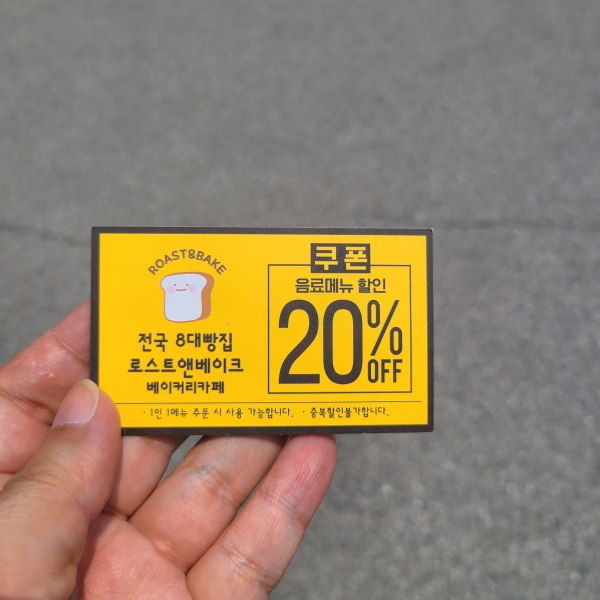 ROAST&BAKE
전국 8대빵집
로스트앤베이크
베이커리카페
쿠폰
음료메뉴 할인
20% OFF
· 1인 1메뉴 주문 시 사용 가능합니다. · 중복할인불가합니다.